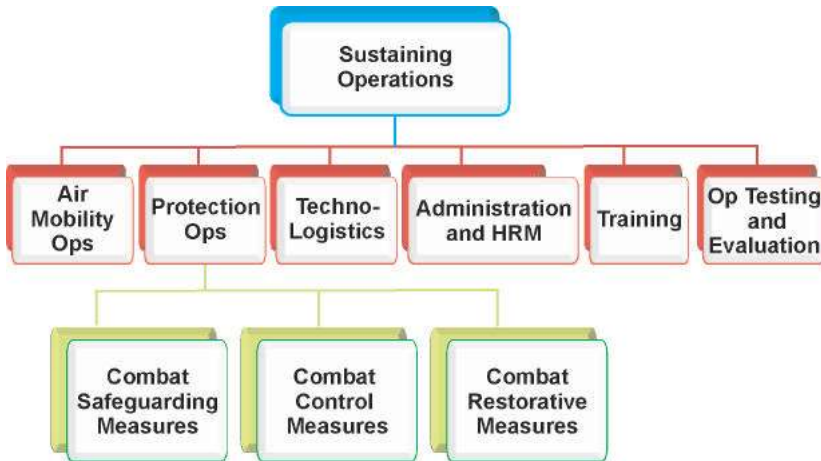 Sustaining
Operations
Air
Mobility
Ops
Protection
Ops
Techno-
Logistics
Administration
and HRM
Training
Op Testing
and
Evaluation
Combat
Safeguarding
Measures
Combat
Control
Measures
Combat
Restorative
Measures